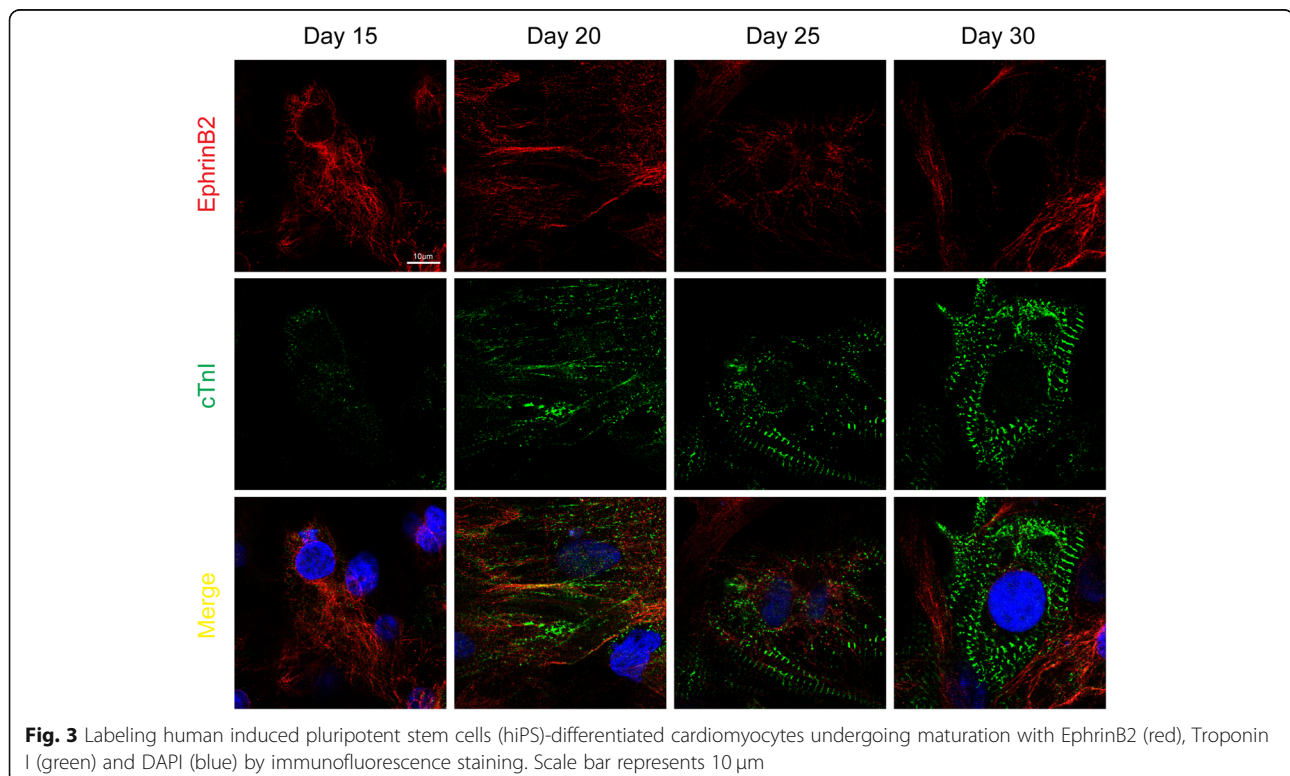 Day 15 Day 20 Day 25 Day 30
EphrinB2
10µm
cTnI
Merge
Fig. 3 Labeling human induced pluripotent stem cells (hiPS)-differentiated cardiomyocytes undergoing maturation with EphrinB2 (red), Troponin
I (green) and DAPI (blue) by immunofluorescence staining. Scale bar represents 10 μm